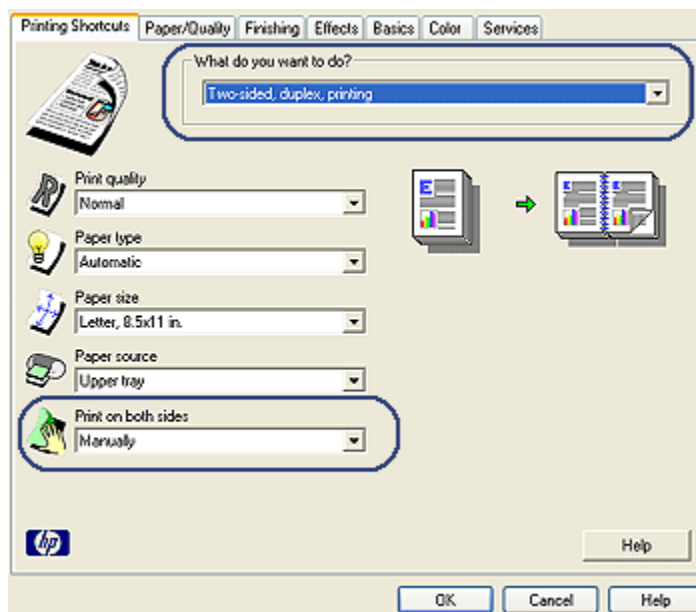 Printing Shortcuts Paper/Quality Finishing Effects Basics Color Services
What do you want to do?
Two-sided, duplex, printing
Print quality
Normal
Paper type
Automatic
Paper size
Letter, 8.5x11 in.
Paper source
Upper tray
Print on both sides
Manually
hp
Help
OK Cancel Help